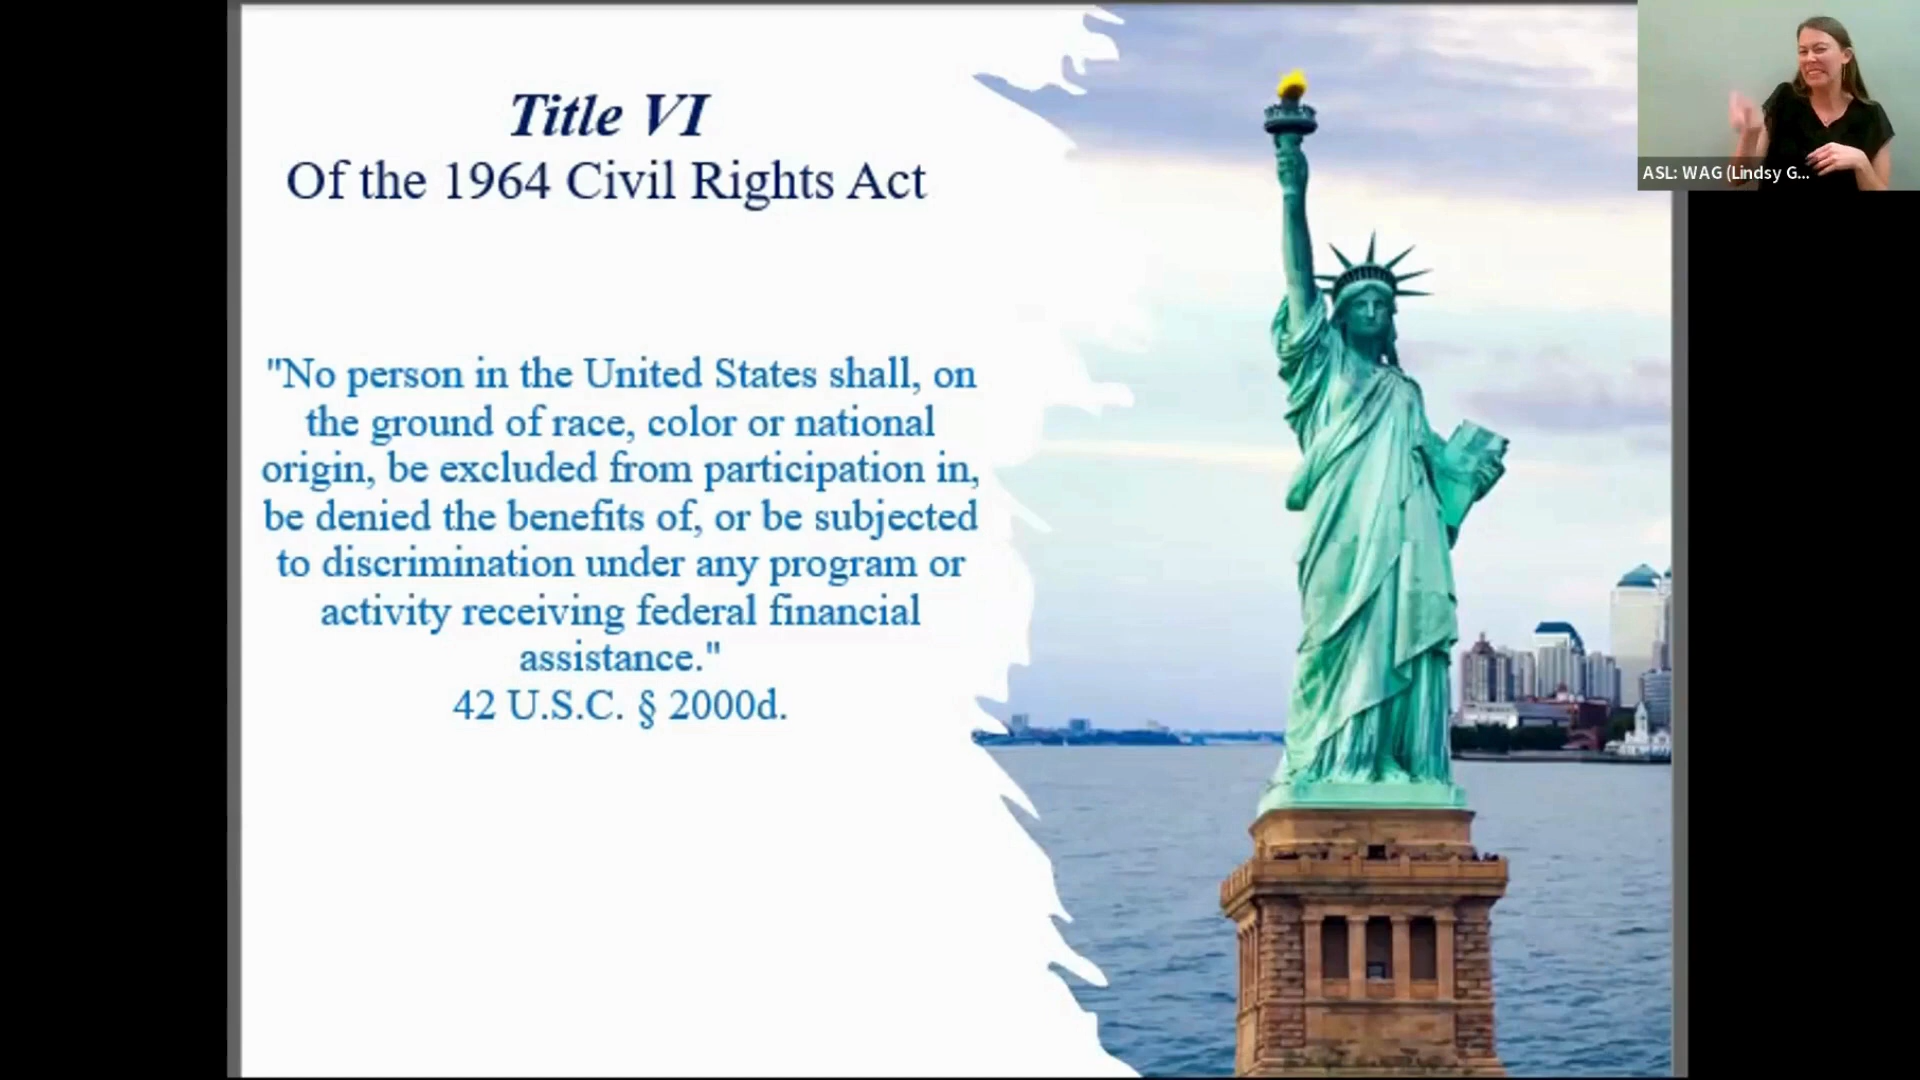 Title VI
Of the 1964 Civil Rights Act
"No person in the United States shall, on
the ground of race, color or national
origin, be excluded from participation in,
be denied the benefits of, or be subjected
to discrimination under any program or
activity receiving federal financial
assistance."
42 U.S.C. § 2000d.
ASL: WAG (Lindsy G...